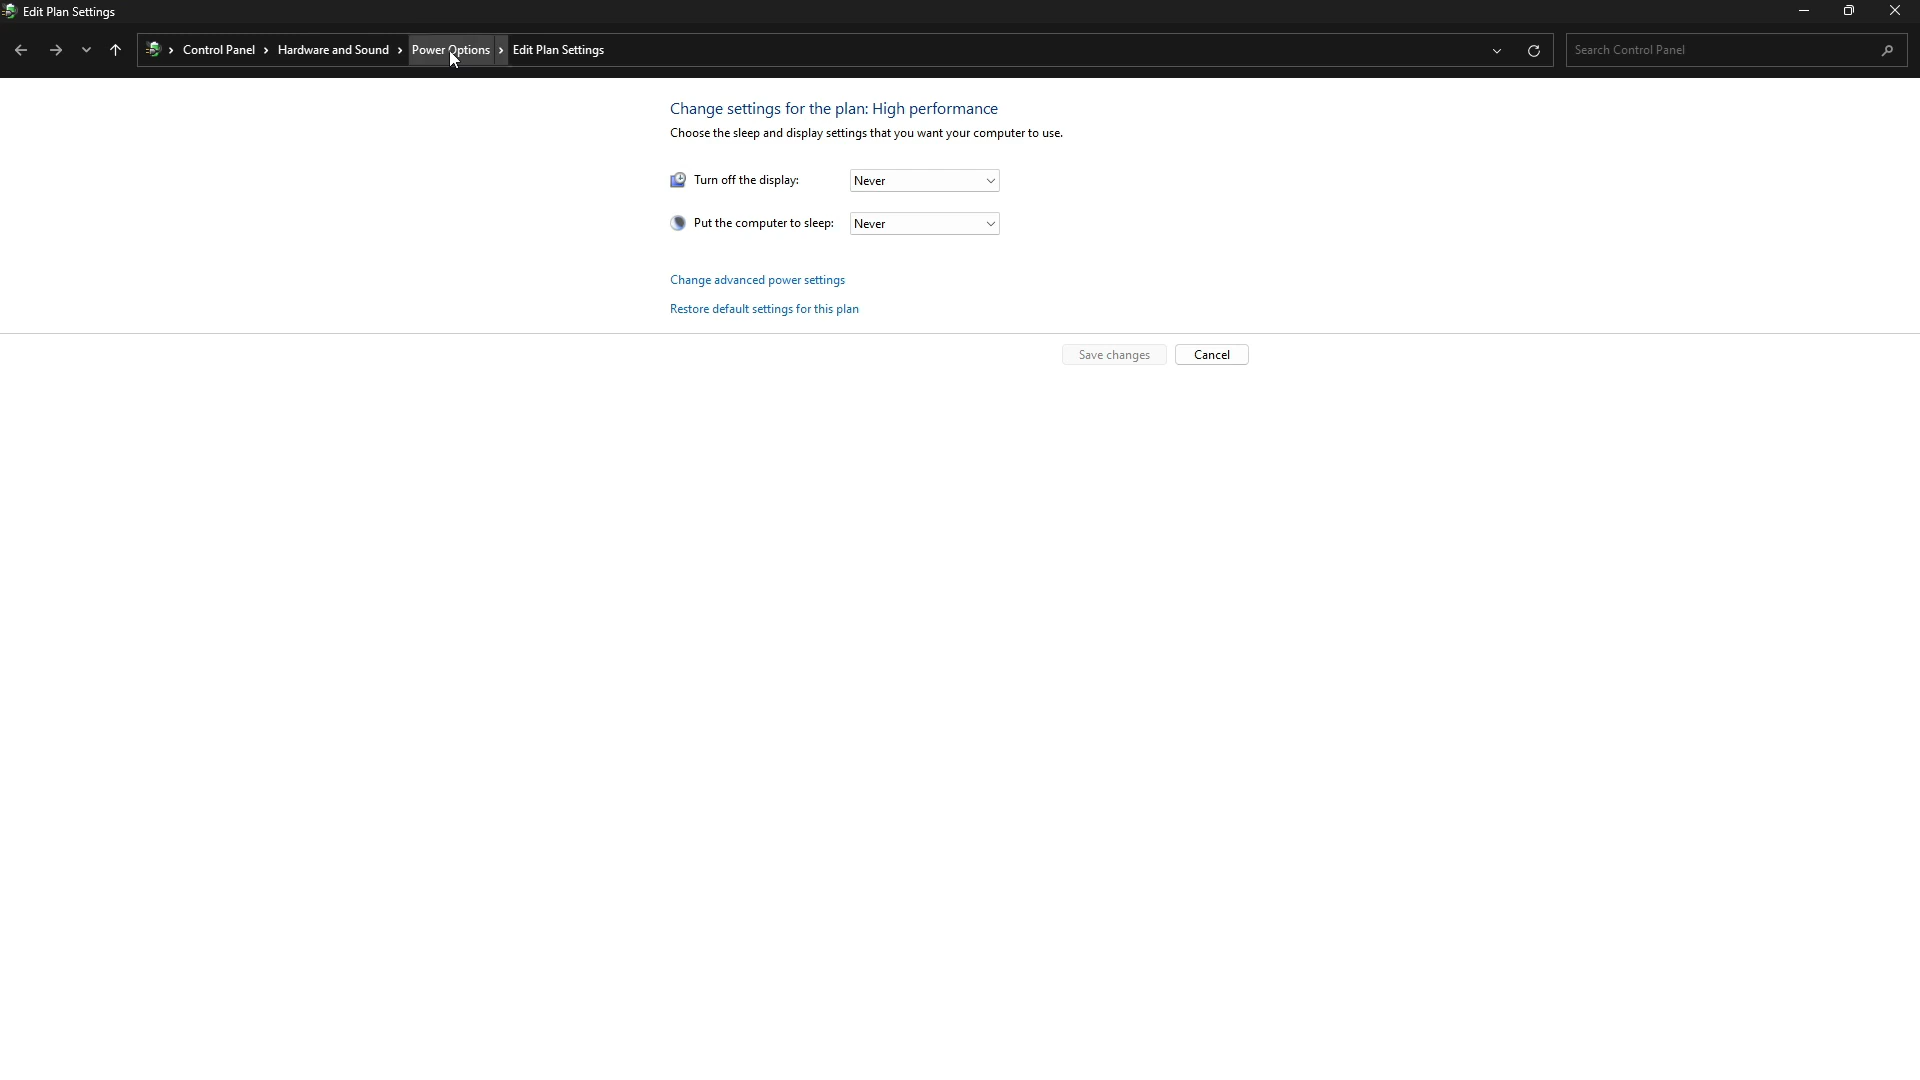 Edit Plan Settings
Control Panel > Hardware and Sound > Power Options > Edit Plan Settings
Search Control Panel
Change settings for the plan: High performance
Choose the sleep and display settings that you want your computer to use.
Turn off the display: Never
Put the computer to sleep: Never
Change advanced power settings
Restore default settings for this plan
Save changes Cancel